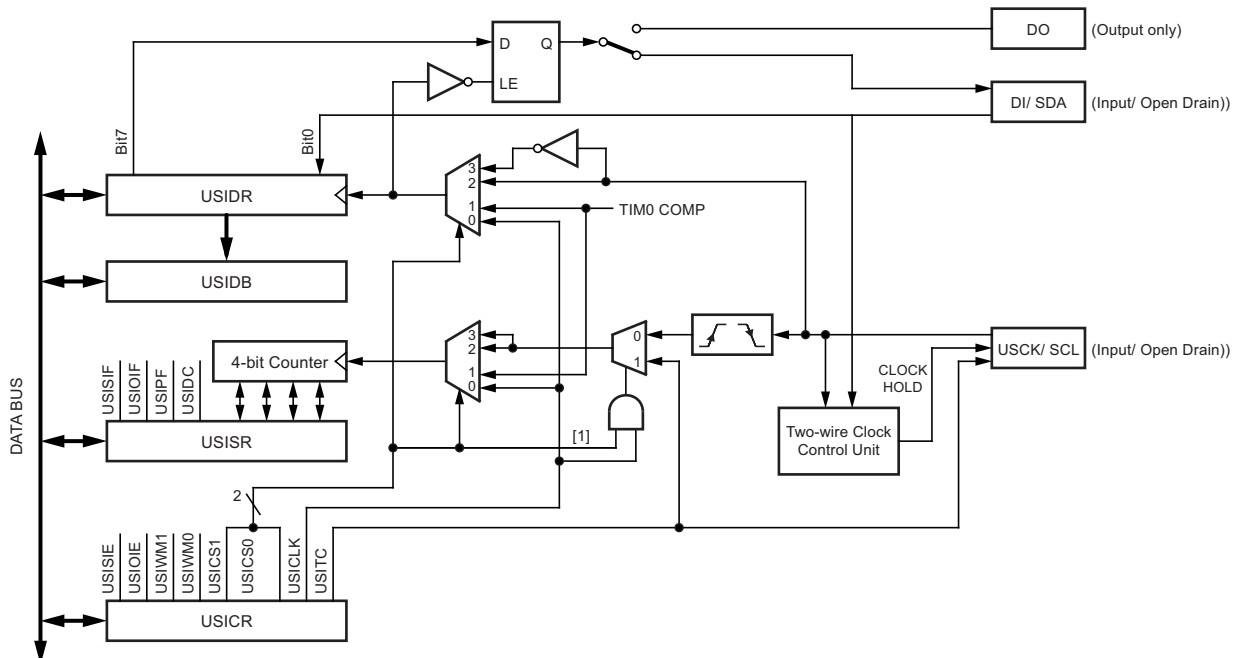 DO (Output only)
D Q
LE
DI/ SDA (Input/ Open Drain))
Bit7
Bit0
3
2
1
0
USIDR
TIM0 COMP
USIDB
DATA BUS
3
2
1
0
0
1
USCK/ SCL (Input/ Open Drain))
4-bit Counter
CLOCK
HOLD
USISIF
USIOIF
USIPF
USIDC
USISR
[1]
Two-wire Clock
Control Unit
2
USISIE
USIOIE
USIWM1
USIWM0
USICS1
USICS0
USICLK
USITC
USICR